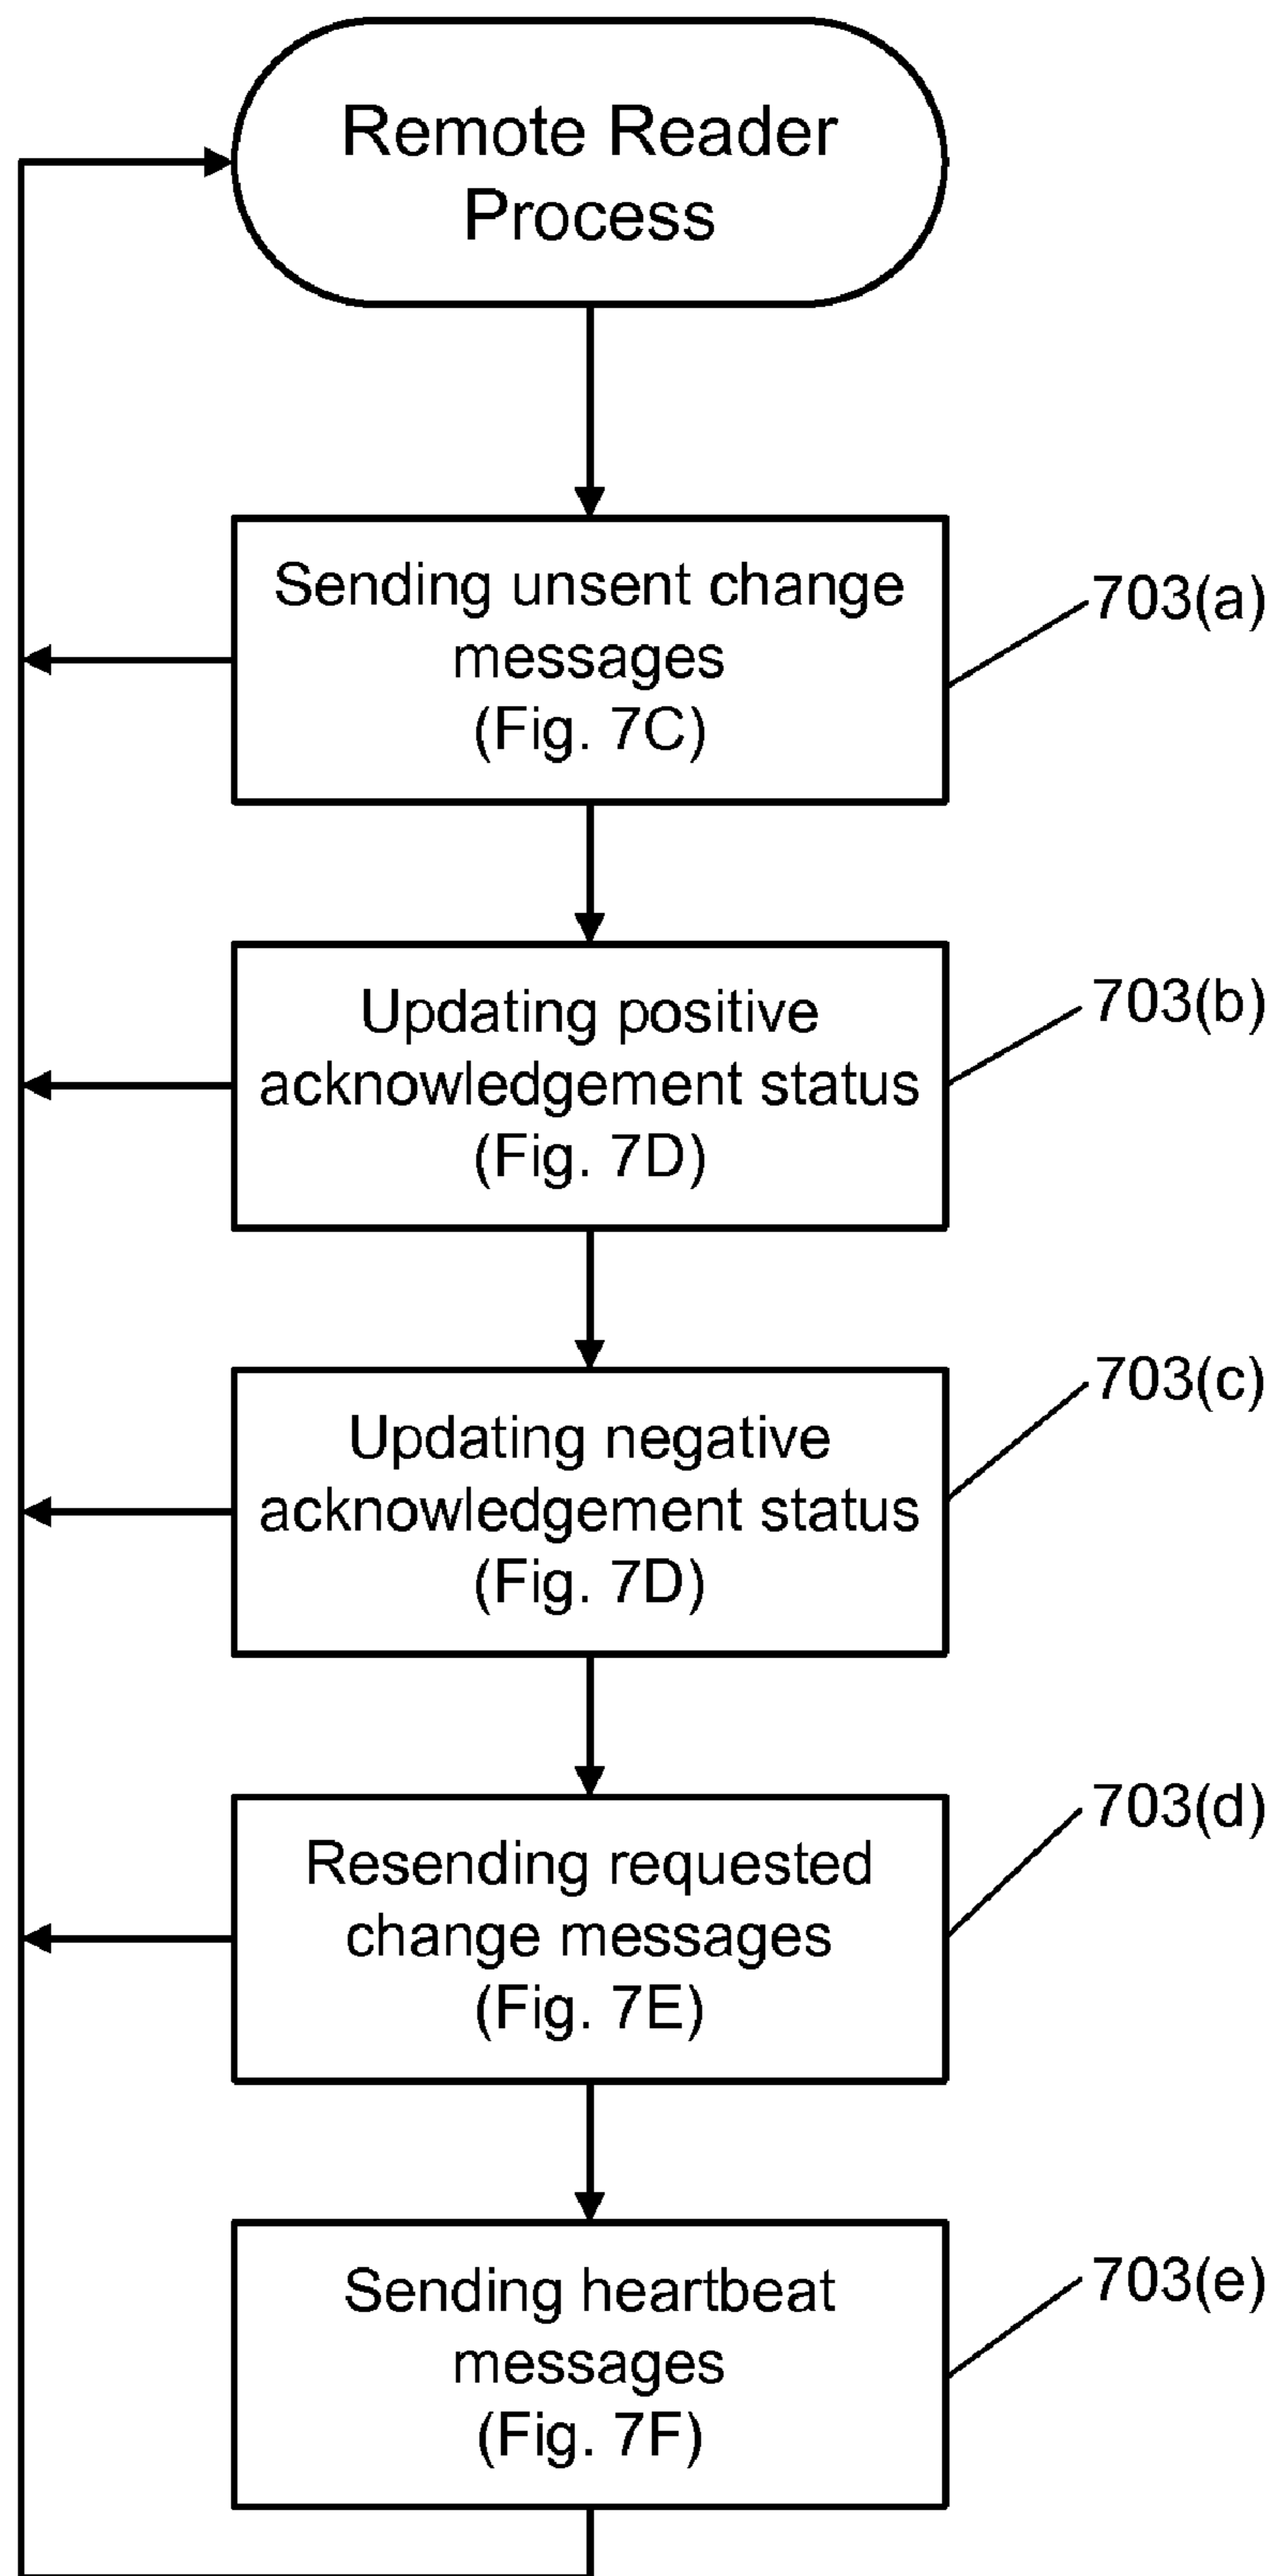 Remote Reader
Process
Sending unsent change
messages
(Fig. 7C)
703(a)
Updating positive
acknowledgement status
(Fig. 7D)
703(b)
Updating negative
acknowledgement status
(Fig. 7D)
703(c)
Resending requested
change messages
(Fig. 7E)
703(d)
Sending heartbeat
messages
(Fig. 7F)
703(e)